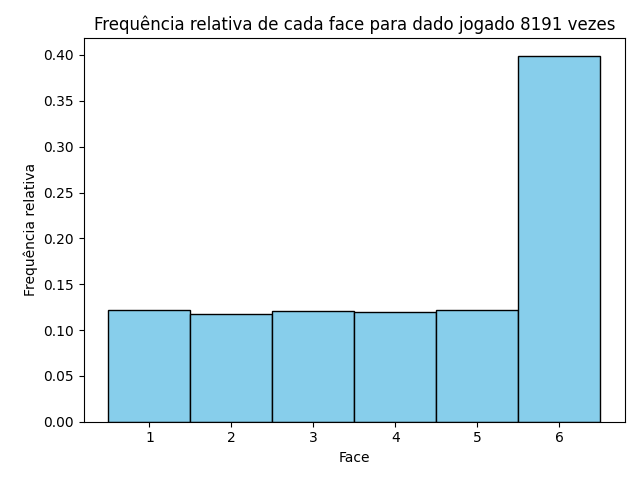 Frequência relativa de cada face para dado jogado 8191 vezes
0.40
0.35
0.30
0.25
0.20
0.15
0.10
0.05
0.00
Frequência relativa
1 2 3 4 5 6
Face